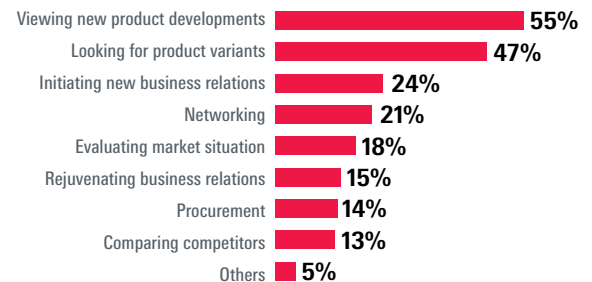 Viewing new product developments 55%
Looking for product variants 47%
Initiating new business relations 24%
Networking 21%
Evaluating market situation 18%
Rejuvenating business relations 15%
Procurement 14%
Comparing competitors 13%
Others 5%